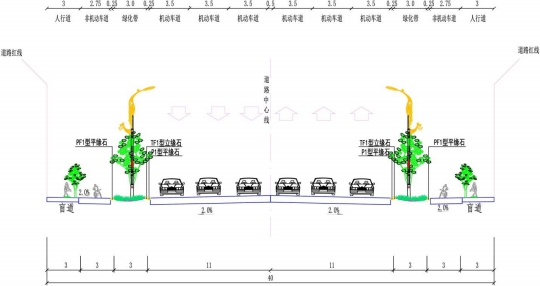 3 2.75 0.25 3.0 0.25 3.5 3.5 3.5 0.5 3.5 3.5 3.5 0.25 3.0 0.25 2.75 3
人行道 非机动车道 绿化带 机动车道 机动车道 机动车道 机动车道 机动车道 机动车道 绿化带 非机动车道 人行道
道路红线 道路中心线 道路红线
PF1型平缘石 TF1型立缘石 TF1型立缘石 PF1型平缘石
P1型平缘石 P1型平缘石
2.0%
盲道 2.0% 2.0% 2.0% 盲道
3 3 3 11 11 3 3 3
40